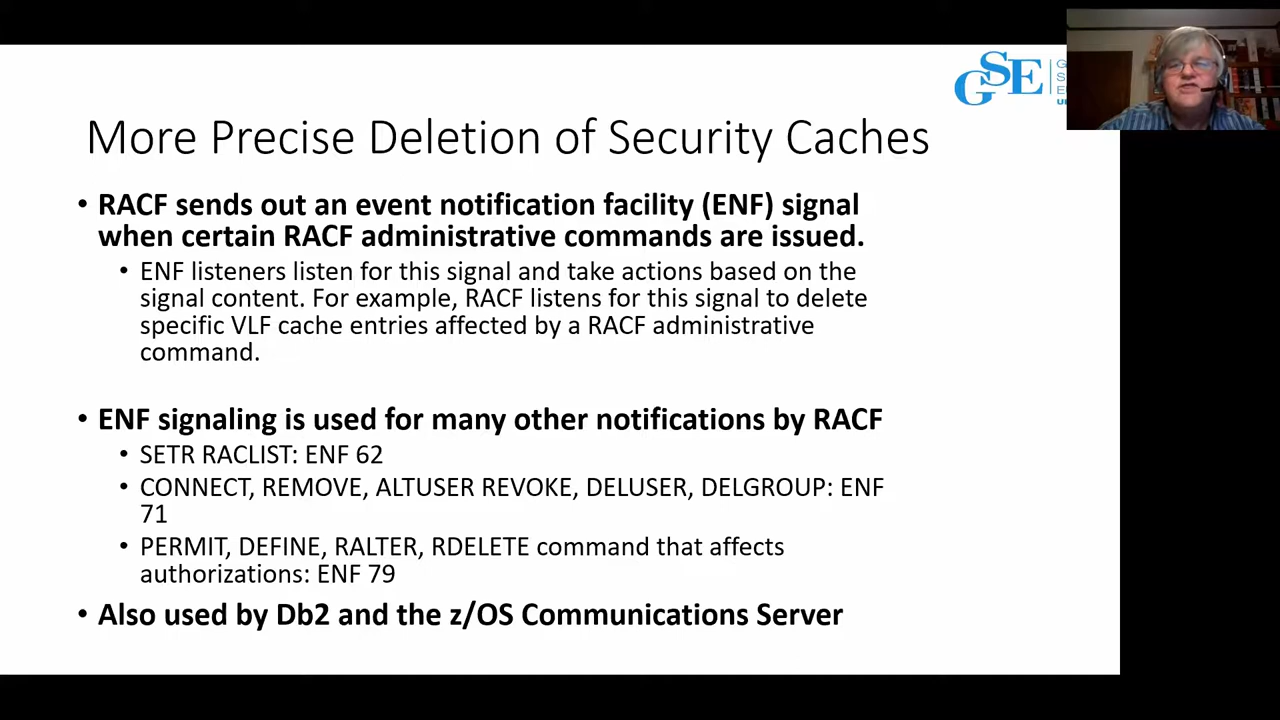 GSE
G
S
E
U
More Precise Deletion of Security Caches
• RACF sends out an event notification facility (ENF) signal
when certain RACF administrative commands are issued.
• ENF listeners listen for this signal and take actions based on the
signal content. For example, RACF listens for this signal to delete
specific VLF cache entries affected by a RACF administrative
command.
• ENF signaling is used for many other notifications by RACF
• SETR RACLIST: ENF 62
• CONNECT, REMOVE, ALTUSER REVOKE, DELUSER, DELGROUP: ENF
71
• PERMIT, DEFINE, RALTER, RDELETE command that affects
authorizations: ENF 79
• Also used by Db2 and the z/OS Communications Server